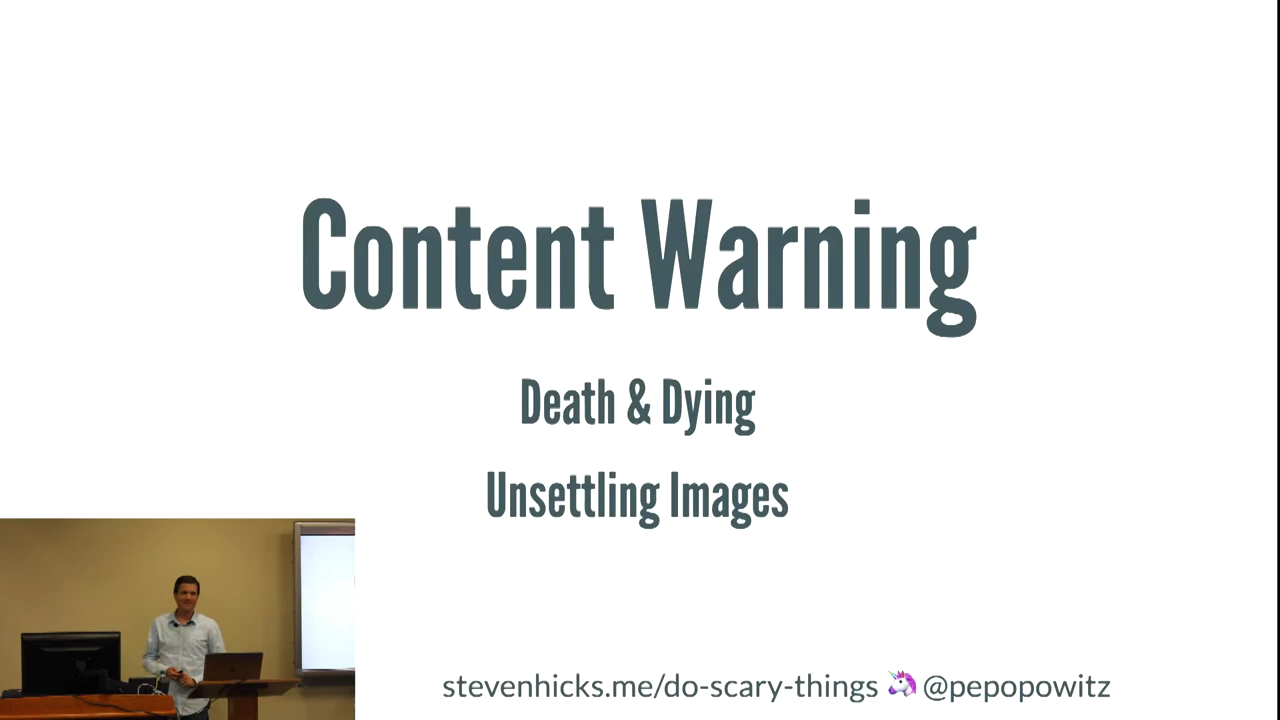 Content Warning
Death & Dying
Unsettling Images
stevenhicks.me/do-scary-things 🦄 @pepopowitz